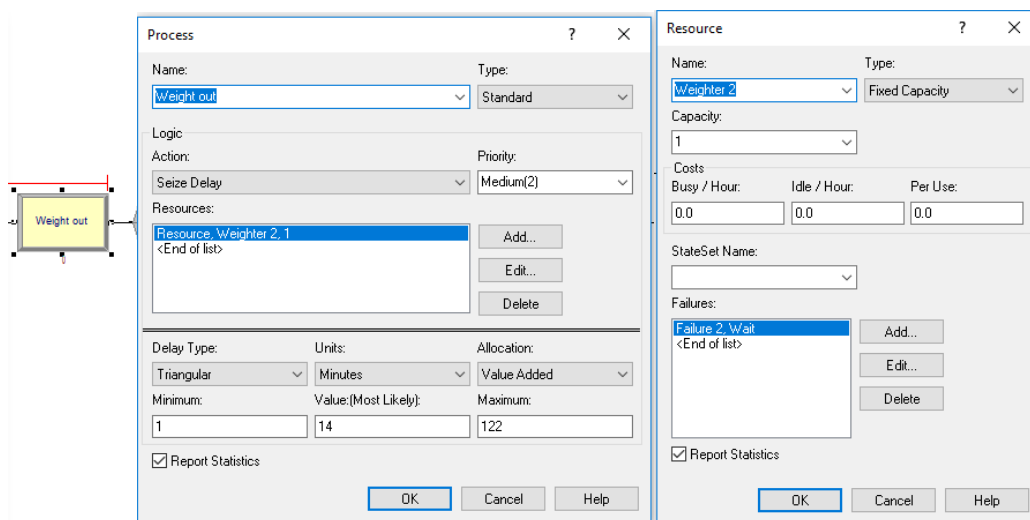 Weight out
0
Process
?
Name:
Type:
Weight out
Standard
Logic
Action:
Priority:
Seize Delay
Medium(2)
Resources:
Resource, Weighter 2, 1
<End of list>
Add...
Edit...
Delete
Delay Type:
Units:
Allocation:
Triangular
Minutes
Value Added
Minimum:
Value:(Most Likely):
Maximum:
1
14
122
Report Statistics
OK
Cancel
Help
Resource
?
Name:
Type:
Weighter 2
Fixed Capacity
Capacity:
1
Costs
Busy / Hour:
Idle / Hour:
Per Use:
0.0
0.0
0.0
StateSet Name:
Failures:
Failure 2, Wait
<End of list>
Add...
Edit...
Delete
Report Statistics
OK
Cancel
Help